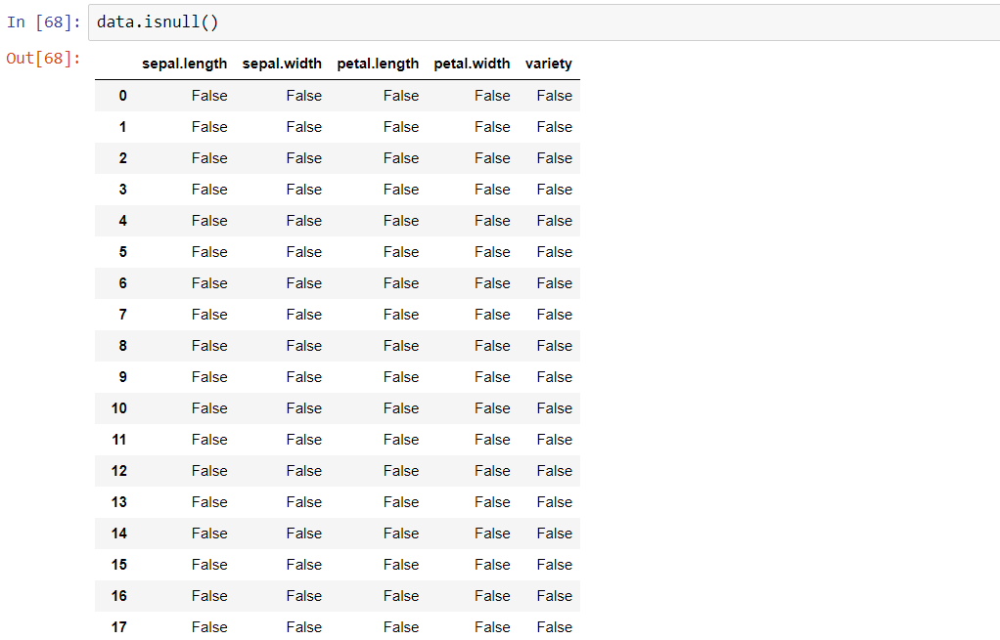 In [68]: data.isnull()
Out[68]:
sepal.length sepal.width petal.length petal.width variety
0 False False False False False
1 False False False False False
2 False False False False False
3 False False False False False
4 False False False False False
5 False False False False False
6 False False False False False
7 False False False False False
8 False False False False False
9 False False False False False
10 False False False False False
11 False False False False False
12 False False False False False
13 False False False False False
14 False False False False False
15 False False False False False
16 False False False False False
17 False False False False False